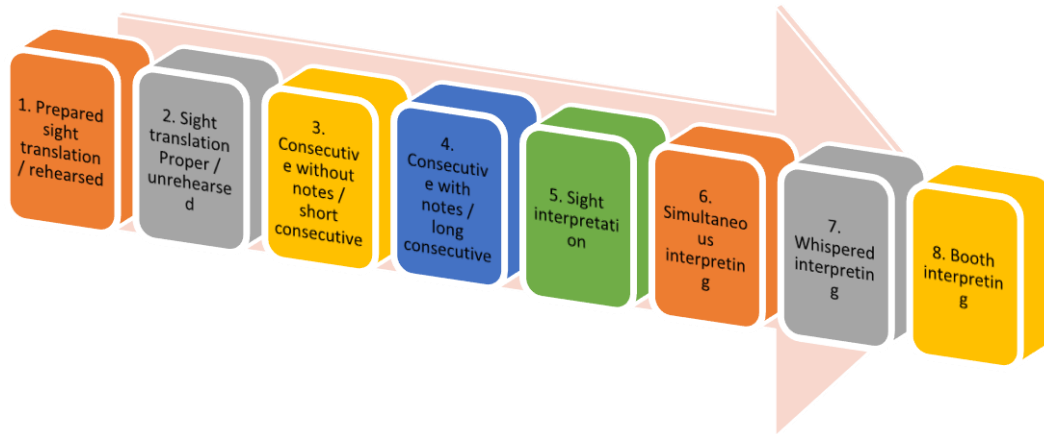 1. Prepared
sight
translation
/ rehearsed
2. Sight
translation
Proper /
unrehearse
d
3.
Consecutiv
e without
notes /
short
consecutive
4.
Consecutiv
e with
notes /
long
consecutive
5. Sight
interpretati
on
6.
Simultaneo
us
interpretin
g
7.
Whispered
interpretin
g
8. Booth
interpretin
g